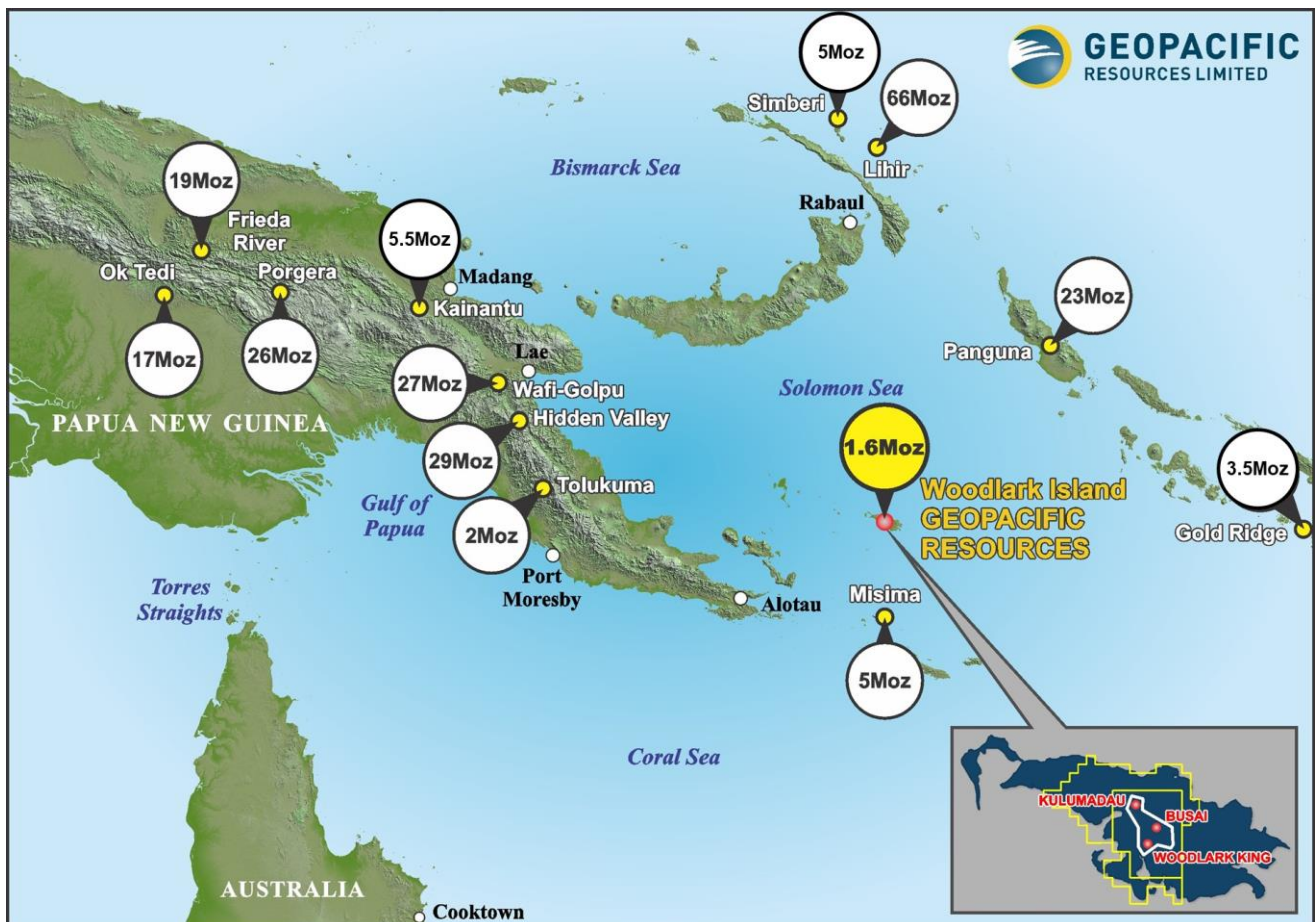 GEOPACIFIC
RESOURCES LIMITED
5Moz
Simberi
66Moz
Lihir
Bismarck Sea
Rabaul
19Moz
Frieda
River
5.5Moz
Ok Tedi
Porgera
Madang
Kainantu
23Moz
Panguna
17Moz
26Moz
Lae
27Moz
Wafi-Golpu
Solomon Sea
PAPUA NEW GUINEA
Hidden Valley
29Moz
1.6Moz
3.5Moz
Gulf of
Papua
Tolukuma
2Moz
Woodlark Island
GEOPACIFIC
RESOURCES
Gold Ridge
Port
Moresby
Torres
Straights
Alotau
Misima
5Moz
Coral Sea
KULUMADAU
BUSAI
WOODLARK KING
AUSTRALIA
Cooktown